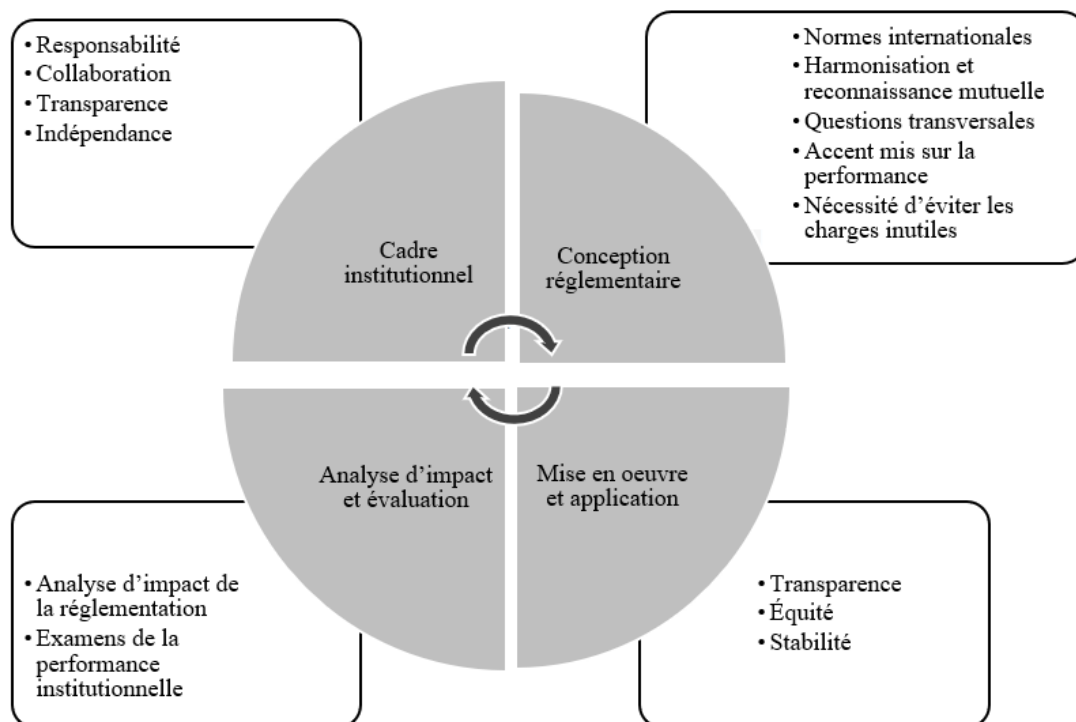 • Responsabilité
• Collaboration
• Transparence
• Indépendance
• Normes internationales
• Harmonisation et
reconnaissance mutuelle
• Questions transversales
• Accent mis sur la
performance
• Nécessité d’éviter les
charges inutiles
Cadre
institutionnel
Conception
réglementaire
Analyse d’impact
et évaluation
Mise en oeuvre
et application
• Analyse d’impact de
la réglementation
• Examens de la
performance
institutionnelle
• Transparence
• Équité
• Stabilité